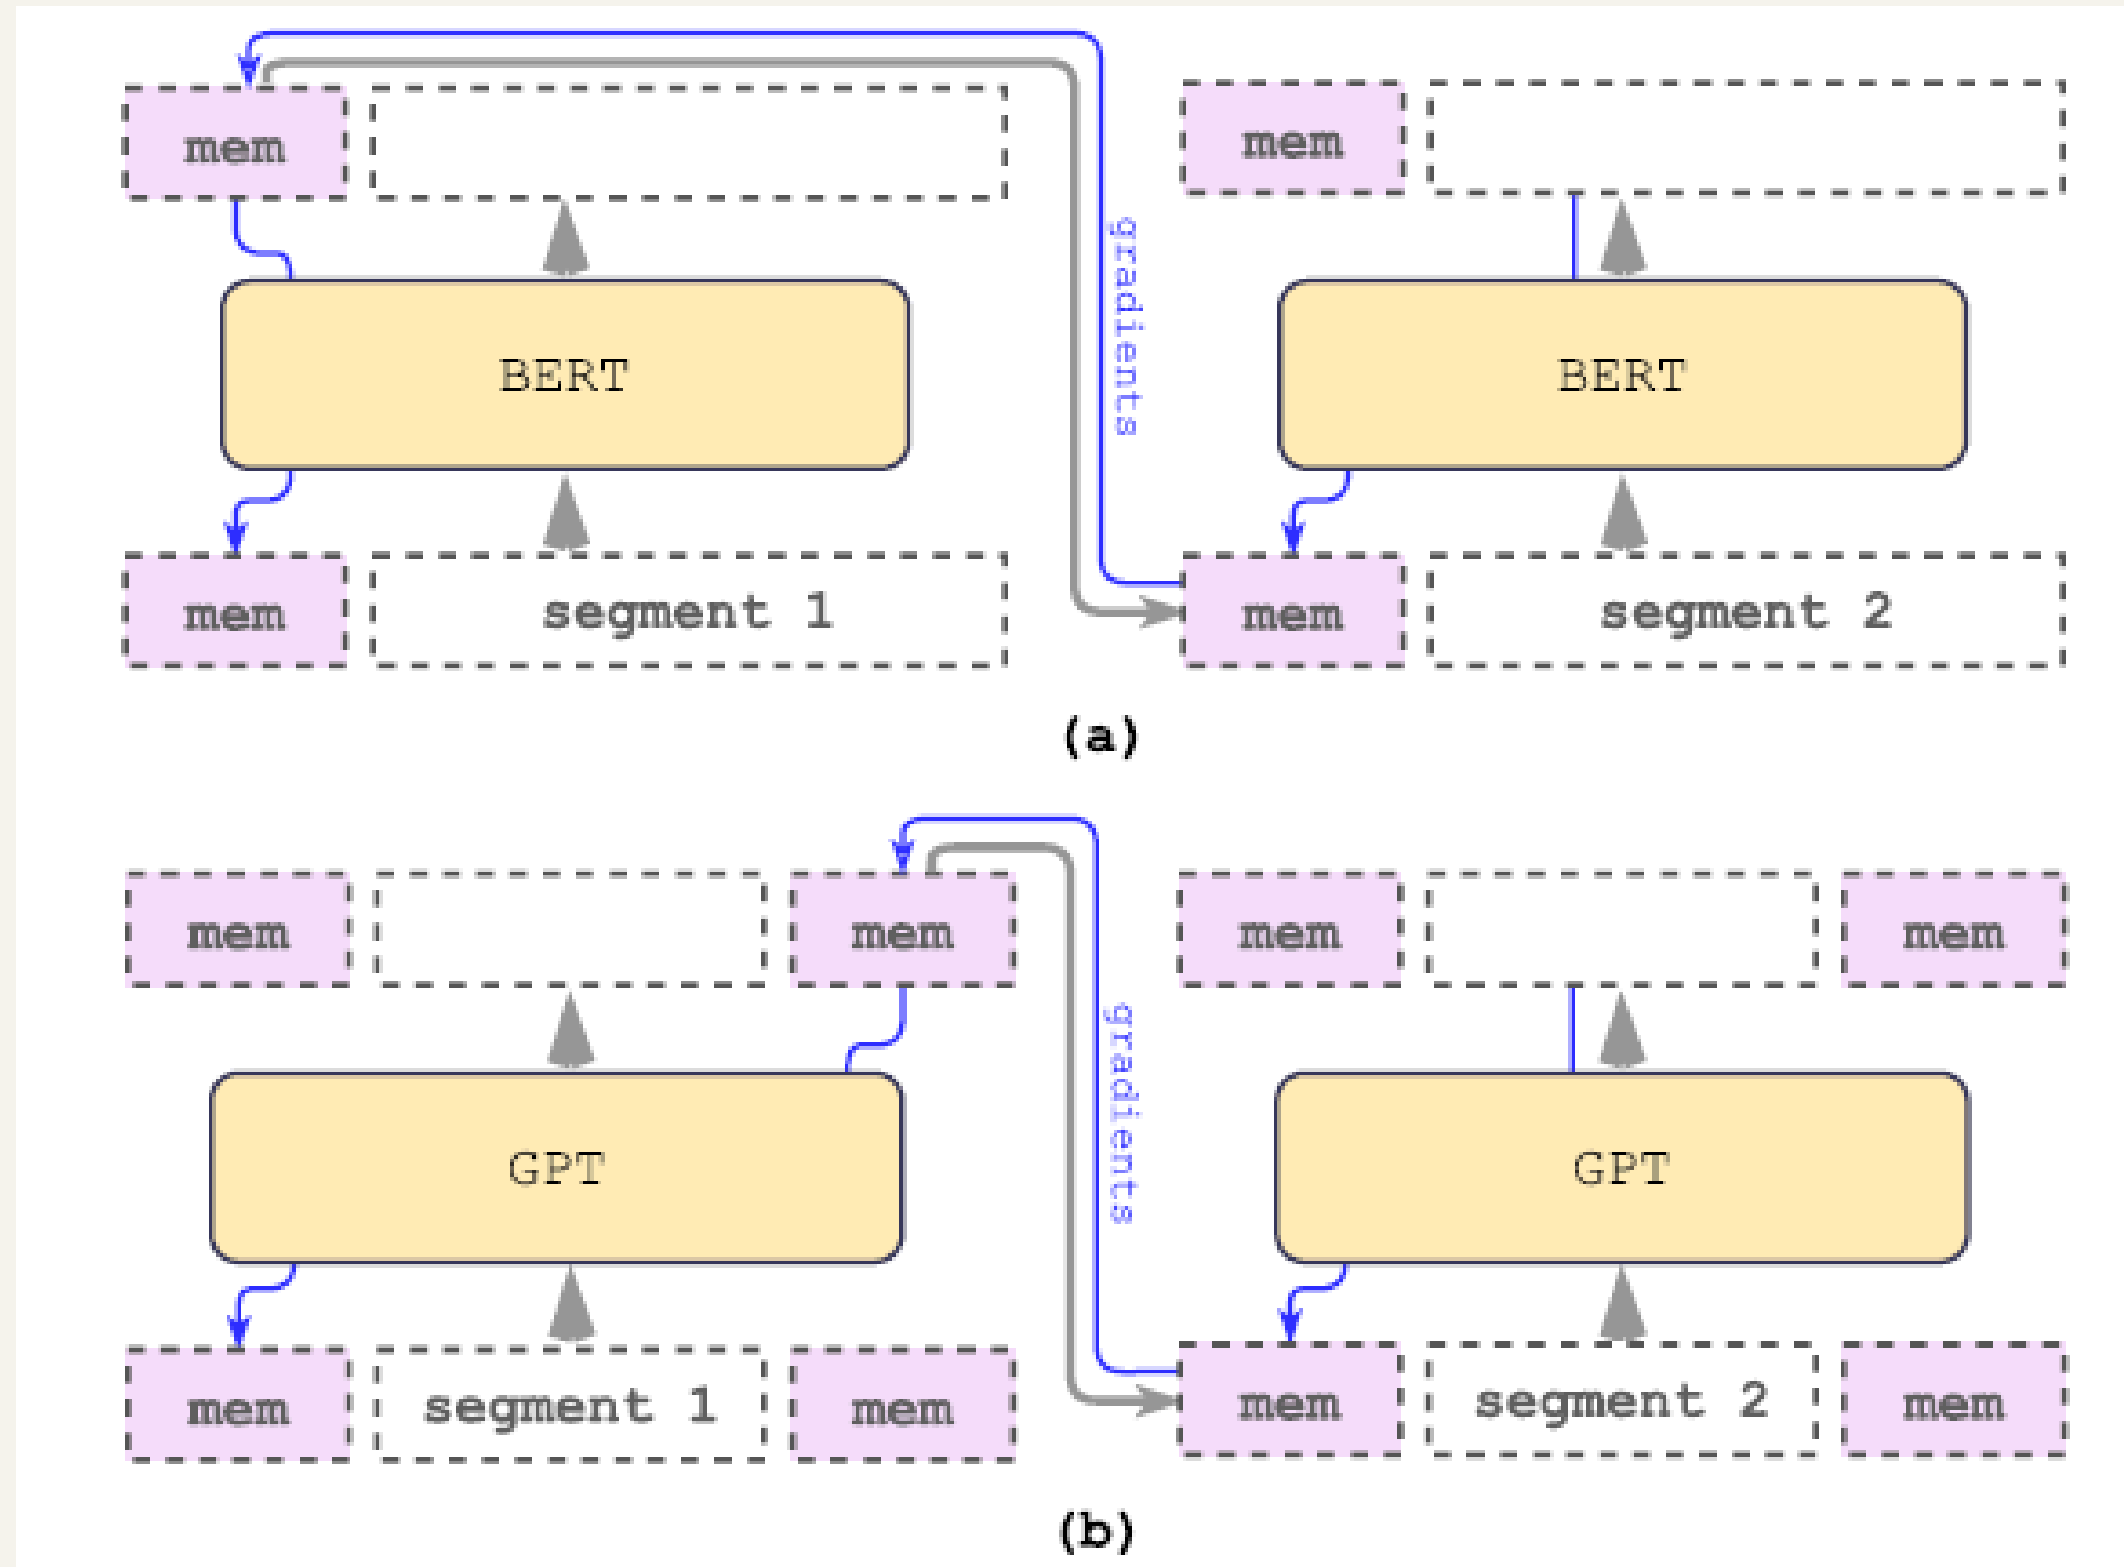 mem
mem
gradients
BERT
BERT
mem segment 1
mem segment 2
(a)
mem mem
mem mem
gradients
GPT
GPT
mem segment 1 mem
mem segment 2 mem
(b)